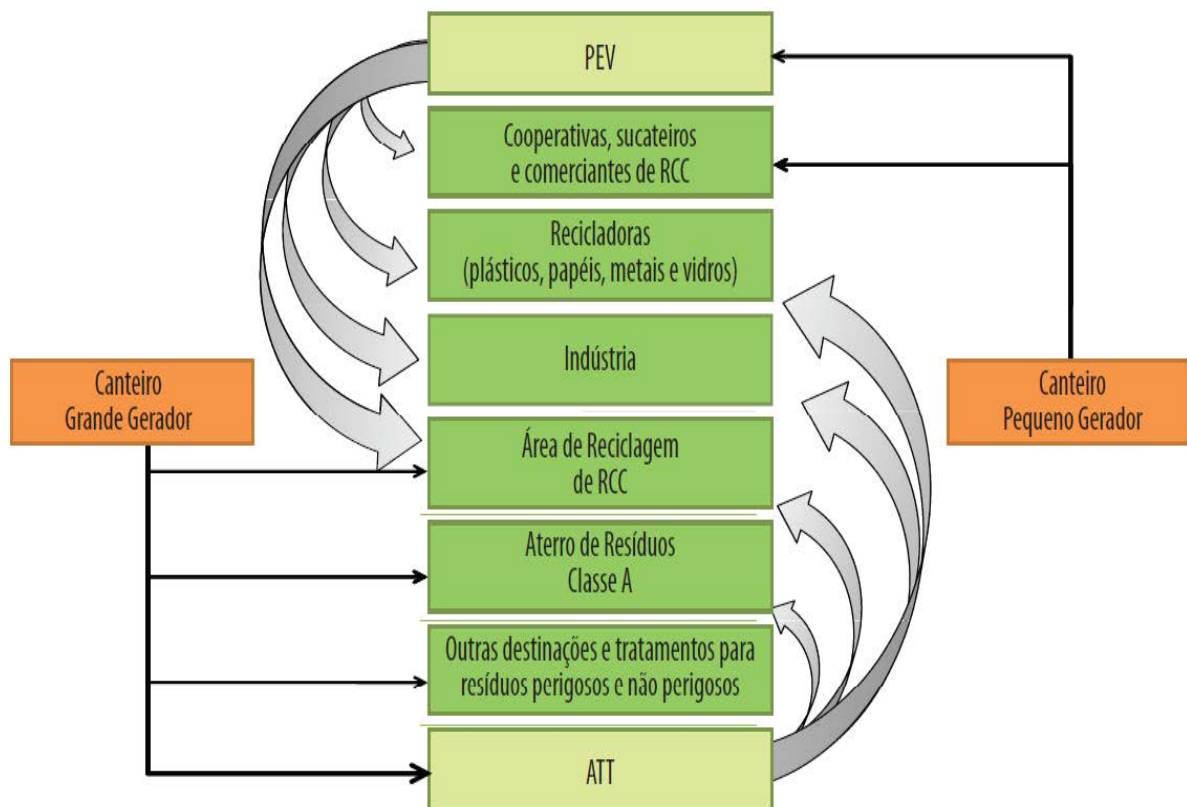 PEV
Cooperativas, sucateiros
e comerciantes de RCC
Recicladoras
(plásticos, papéis, metais e vidros)
Indústria
Canteiro
Grande Gerador
Canteiro
Pequeno Gerador
Área de Reciclagem
de RCC
Aterro de Resíduos
Classe A
Outras destinações e tratamentos para
resíduos perigosos e não perigosos
ATT